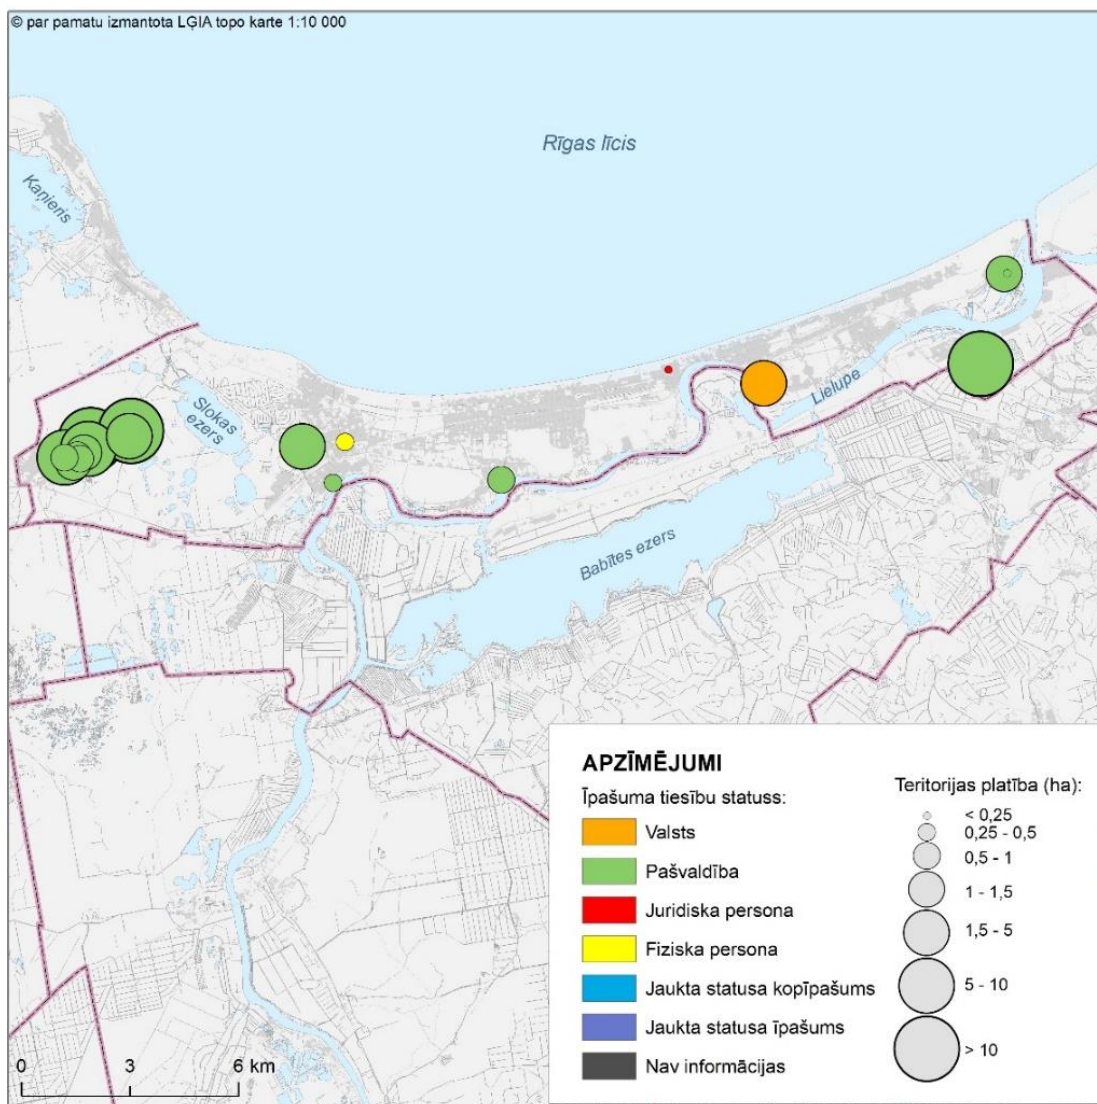 © par pamatu izmantota LĢIA topo karte 1:10 000
Rīgas līcis
Kaņieris
Slokas
ezers
Lielupe
Babītes ezers
APZĪMĒJUMI
Īpašuma tiesību statuss:
Valsts
Pašvaldība
Juridiska persona
Fiziska persona
Jaukta statusa kopīpašums
Jaukta statusa īpašums
Nav informācijas
Teritorijas platība (ha):
< 0,25
0,25 - 0,5
0,5 - 1
1 - 1,5
1,5 - 5
5 - 10
> 10
0 3 6 km